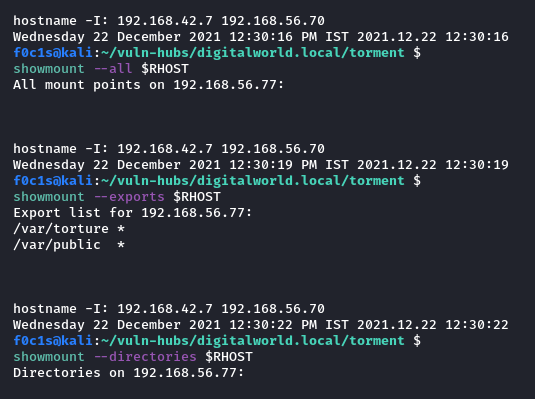 hostname -I: 192.168.42.7 192.168.56.70
Wednesday 22 December 2021 12:30:16 PM IST 2021.12.22 12:30:16
f0c1s@kali:~/vuln-hubs/digitalworld.local/torment $
showmount --all $RHOST
All mount points on 192.168.56.77:
hostname -I: 192.168.42.7 192.168.56.70
Wednesday 22 December 2021 12:30:19 PM IST 2021.12.22 12:30:19
f0c1s@kali:~/vuln-hubs/digitalworld.local/torment $
showmount --exports $RHOST
Export list for 192.168.56.77:
/var/torture *
/var/public  *
hostname -I: 192.168.42.7 192.168.56.70
Wednesday 22 December 2021 12:30:22 PM IST 2021.12.22 12:30:22
f0c1s@kali:~/vuln-hubs/digitalworld.local/torment $
showmount --directories $RHOST
Directories on 192.168.56.77: